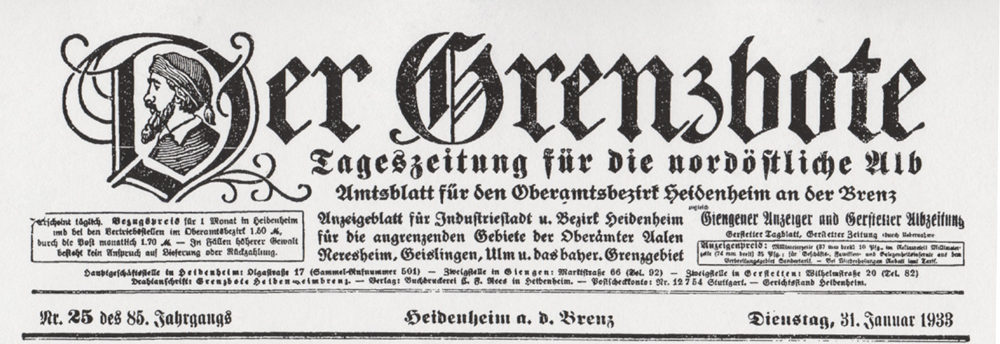 Der Grenzbote
Tageszeitung für die nordöstliche Alb
Amtsblatt für den Oberamtsbezirk Heidenheim an der Brenz
Erscheint täglich. Bezugspreis für 1 Monat in Heidenheim
und bei den Vertriebsstellen im Oberamtsbezirk 1.60 ℳ,
durch die Post monatlich 1.70 ℳ — In Fällen höherer Gewalt
besteht kein Anspruch auf Lieferung oder Rückzahlung.
Anzeigeblatt für Industriestadt u. Bezirk Heidenheim
für die angrenzenden Gebiete der Oberämter Aalen
Neresheim, Geislingen, Ulm u. das bayer. Grenzgebiet
zugleich
Giengener Anzeiger und Gerstetter Albzeitung
Gerstetter Tagblatt, Gerstetter Zeitung durch Uebernahme
Anzeigenpreis: Millimeterzeile (37 mm breit) 10 Pfg., im Reklameteil Millimeter-
zeile (74 mm breit) 35 Pfg.; für Geschäfts-, Familien- und Gelegenheitsinserate aus dem
Verbreitungsgebiet Sondertarif. — Bei Wiederholungen Rabatt laut Tarif.
Hauptgeschäftsstelle in Heidenheim: Olgastraße 17 (Sammel-Rufnummer 501) — Zweigstelle in Giengen: Marktstraße 66 (Tel. 92) — Zweigstelle in Gerstetten: Wilhelmstraße 20 (Tel. 82)
Drahtanschrift: Grenzbote Heidenheimbrenz. — Verlag: Buchdruckerei C. F. Rees in Heidenheim. — Postscheckkonto: Nr. 12754 Stuttgart. — Gerichtsstand Heidenheim.
Nr. 25 des 85. Jahrgangs
Heidenheim a. d. Brenz
Dienstag, 31. Januar 1933